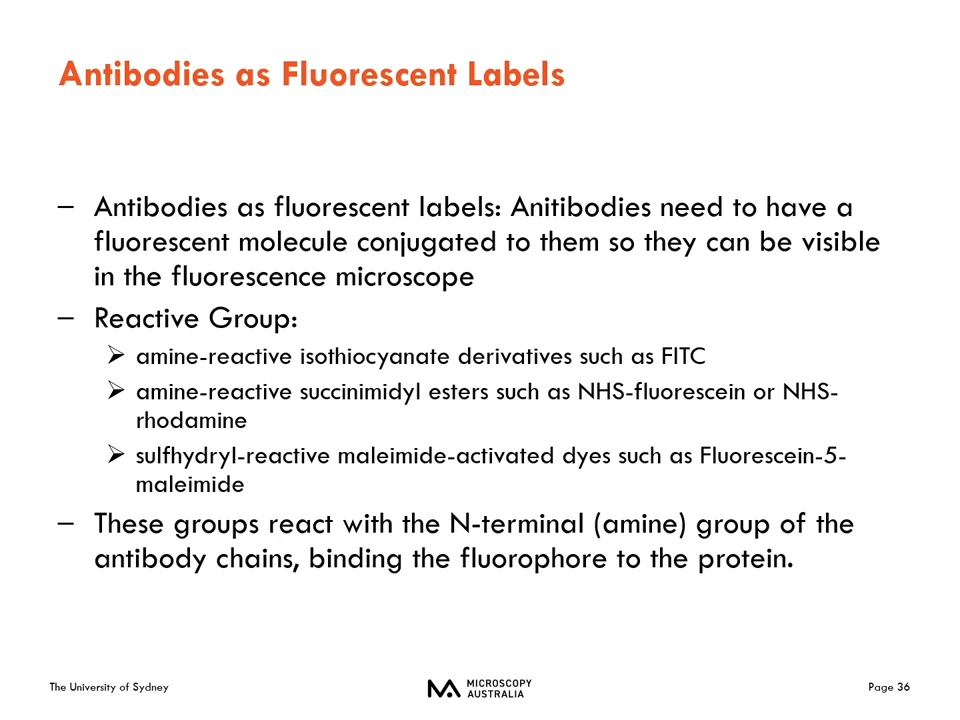 Antibodies as Fluorescent Labels
– Antibodies as fluorescent labels: Anitibodies need to have a
fluorescent molecule conjugated to them so they can be visible
in the fluorescence microscope
– Reactive Group:
➢ amine-reactive isothiocyanate derivatives such as FITC
➢ amine-reactive succinimidyl esters such as NHS-fluorescein or NHS-
rhodamine
➢ sulfhydryl-reactive maleimide-activated dyes such as Fluorescein-5-
maleimide
– These groups react with the N-terminal (amine) group of the
antibody chains, binding the fluorophore to the protein.
The University of Sydney
MICROSCOPY
AUSTRALIA
Page 36